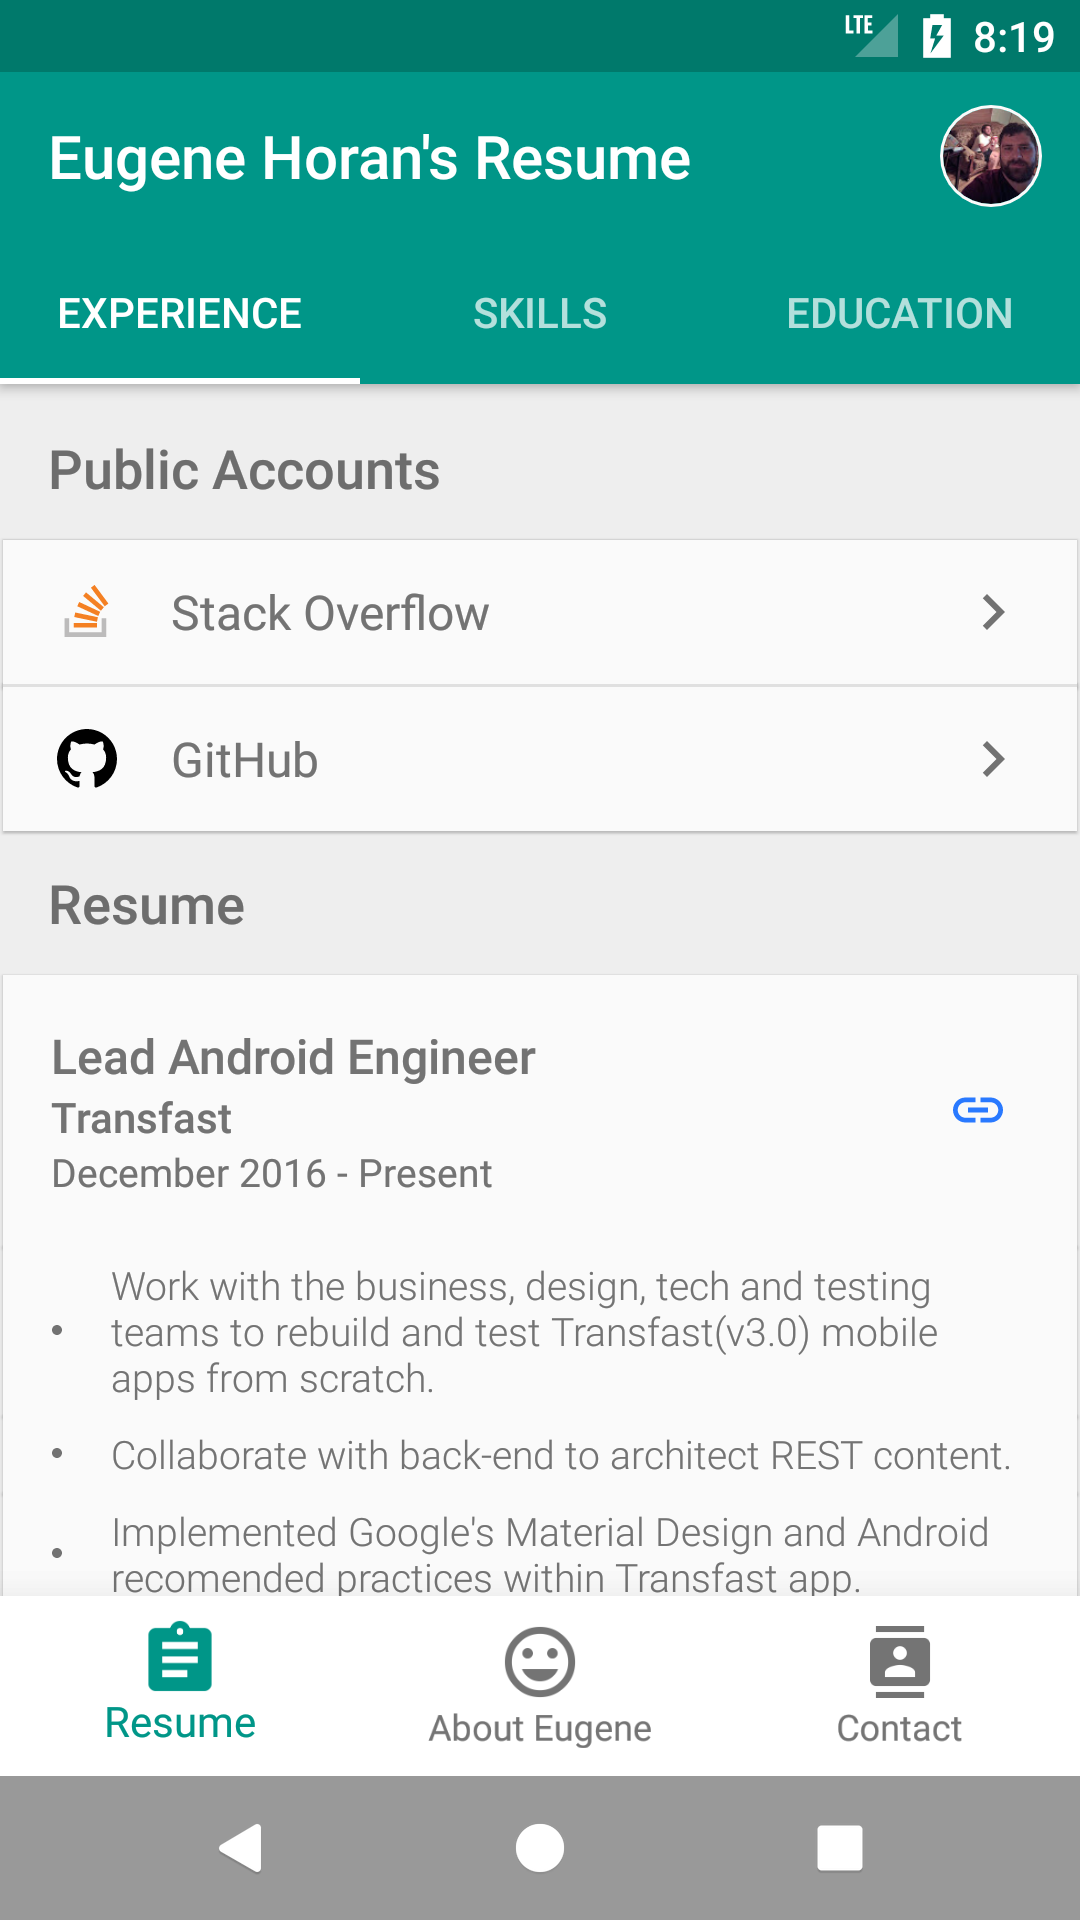 LTE 8:19
Eugene Horan's Resume
EXPERIENCE SKILLS EDUCATION
Public Accounts
Stack Overflow
GitHub
Resume
Lead Android Engineer
Transfast
December 2016 - Present
• Work with the business, design, tech and testing
teams to rebuild and test Transfast(v3.0) mobile
apps from scratch.
• Collaborate with back-end to architect REST content.
• Implemented Google's Material Design and Android
recomended practices within Transfast app.
Resume About Eugene Contact